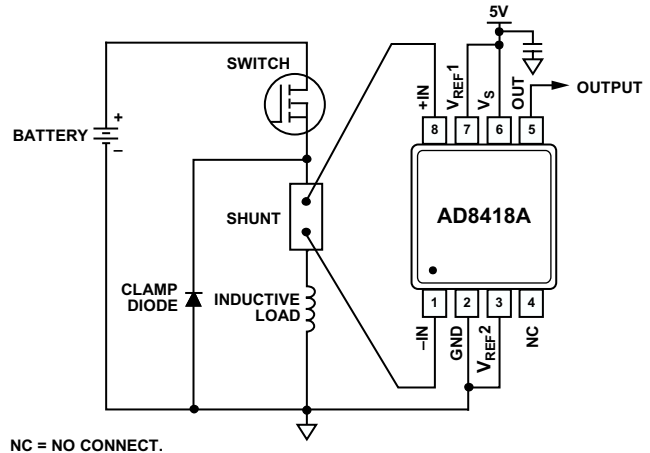 5V
SWITCH
+IN
VREF1
VS
OUT
OUTPUT
8
7
6
5
+
BATTERY
–
SHUNT
AD8418A
CLAMP
DIODE
INDUCTIVE
LOAD
1
2
3
4
–IN
GND
VREF2
NC
NC = NO CONNECT.